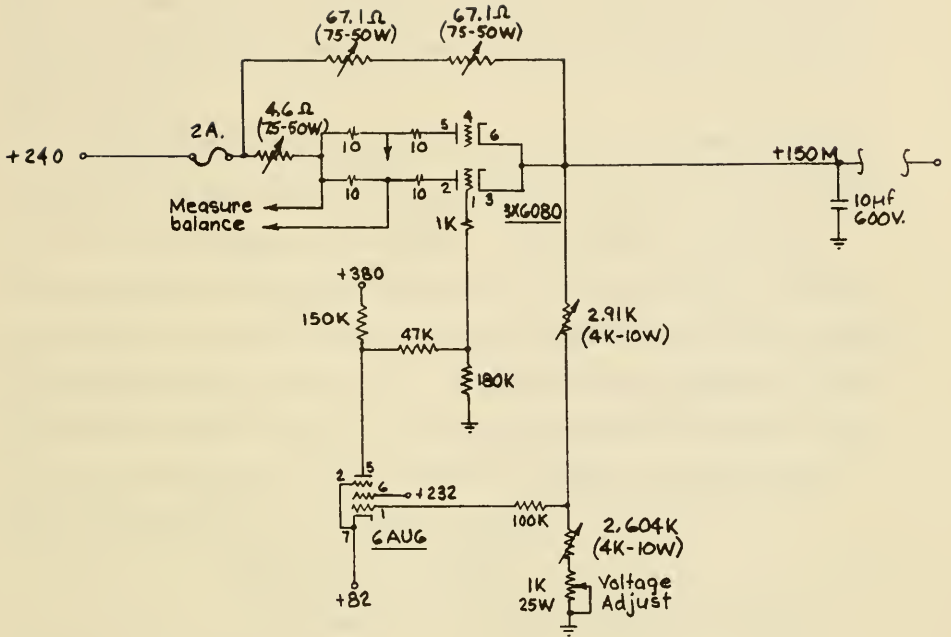 67.1Ω
(75-50W)
67.1Ω
(75-50W)
4.6Ω
(75-50W)
2A.
+240
10
10
5
4
6
10
10
2
1
3
3X6080
Measure
balance
1K
+150M
10μf
600V.
+380
150K
47K
180K
2.91K
(4K-10W)
2
5
6
+232
1
7
6AU6
100K
2.604K
(4K-10W)
1K
25W
Voltage
Adjust
+82